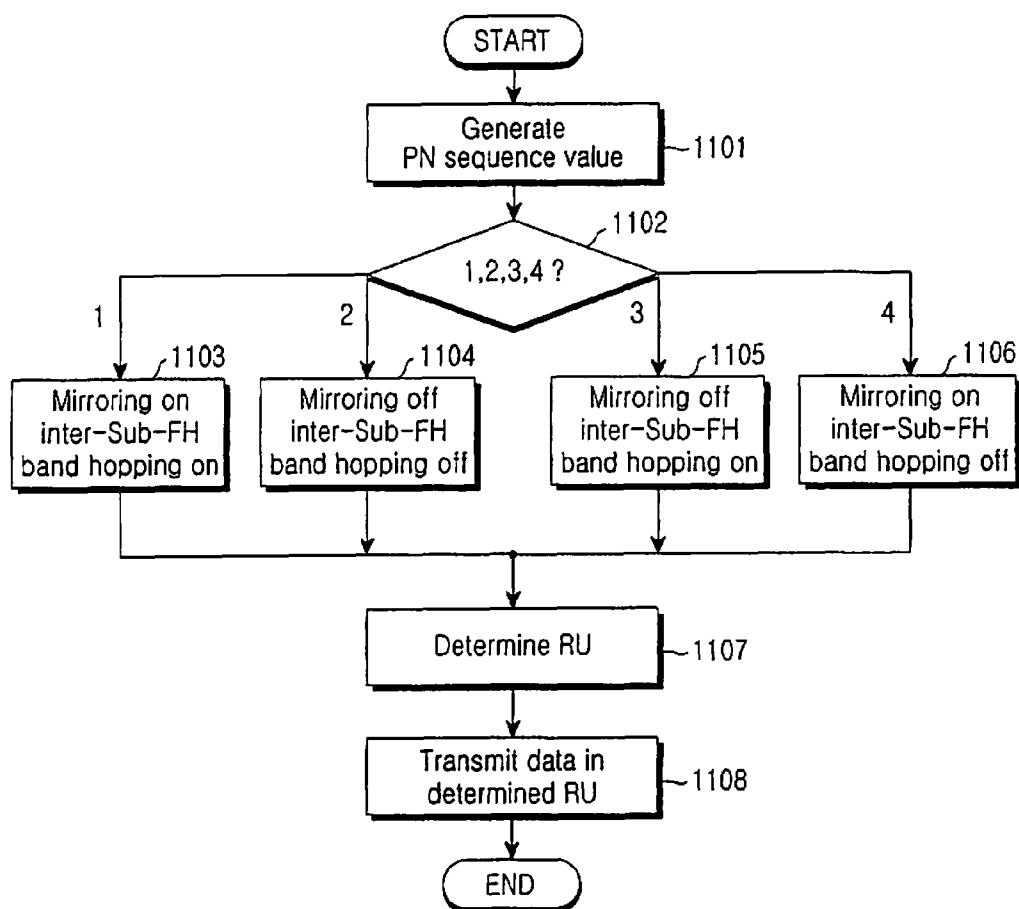 START
Generate
PN sequence value
1101
1102
1,2,3,4 ?
1
2
3
4
1103
Mirroring on
inter-Sub-FH
band hopping on
1104
Mirroring off
inter-Sub-FH
band hopping off
1105
Mirroring off
inter-Sub-FH
band hopping on
1106
Mirroring on
inter-Sub-FH
band hopping off
Determine RU
1107
Transmit data in
determined RU
1108
END